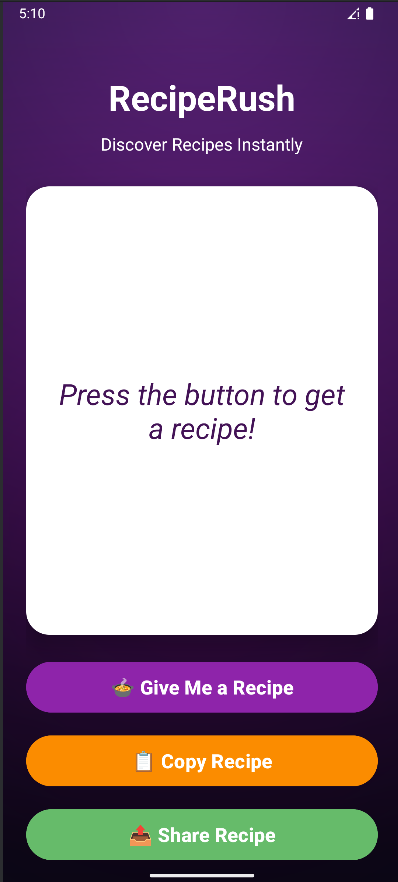 5:10
RecipeRush
Discover Recipes Instantly
Press the button to get
a recipe!
🍲 Give Me a Recipe
📋 Copy Recipe
📤 Share Recipe